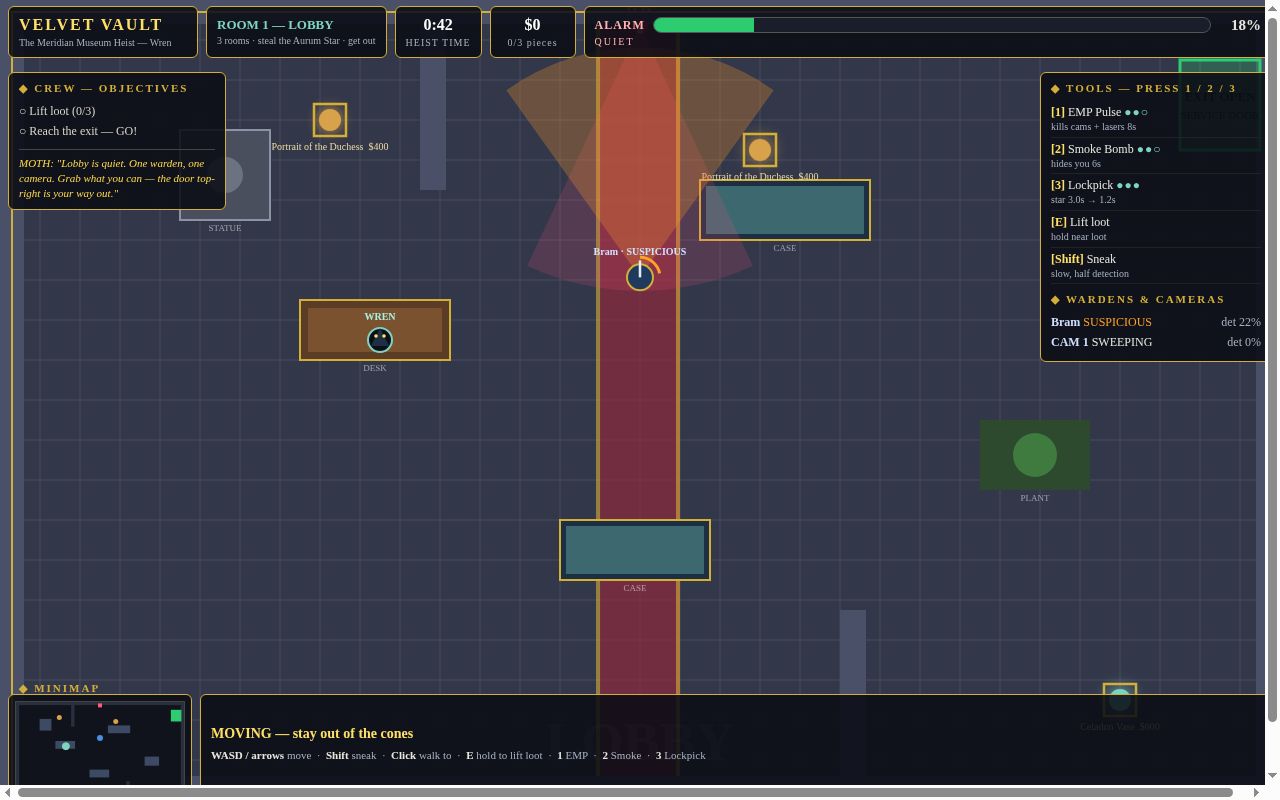 VELVET VAULT
The Meridian Museum Heist — Wren
ROOM 1 — LOBBY
3 rooms · steal the Aurum Star · get out
0:42
HEIST TIME
$0
0/3 pieces
ALARM
QUIET
18%
◆ CREW — OBJECTIVES
○ Lift loot (0/3)
○ Reach the exit — GO!
MOTH: "Lobby is quiet. One warden, one
camera. Grab what you can — the door top-
right is your way out."
STATUE
Portrait of the Duchess $400
Portrait of the Duchess $400
CASE
Bram · SUSPICIOUS
WREN
DESK
◆ TOOLS — PRESS 1 / 2 / 3
[1] EMP Pulse ●●○
kills cams + lasers 8s
[2] Smoke Bomb ●●○
hides you 6s
[3] Lockpick ●●●
star 3.0s → 1.2s
[E] Lift loot
hold near loot
[Shift] Sneak
slow, half detection
◆ WARDENS & CAMERAS
Bram SUSPICIOUS det 22%
CAM 1 SWEEPING det 0%
PLANT
CASE
Celadon Vase $600
LOBBY
◆ MINIMAP
MOVING — stay out of the cones
WASD / arrows move · Shift sneak · Click walk to · E hold to lift loot · 1 EMP · 2 Smoke · 3 Lockpick